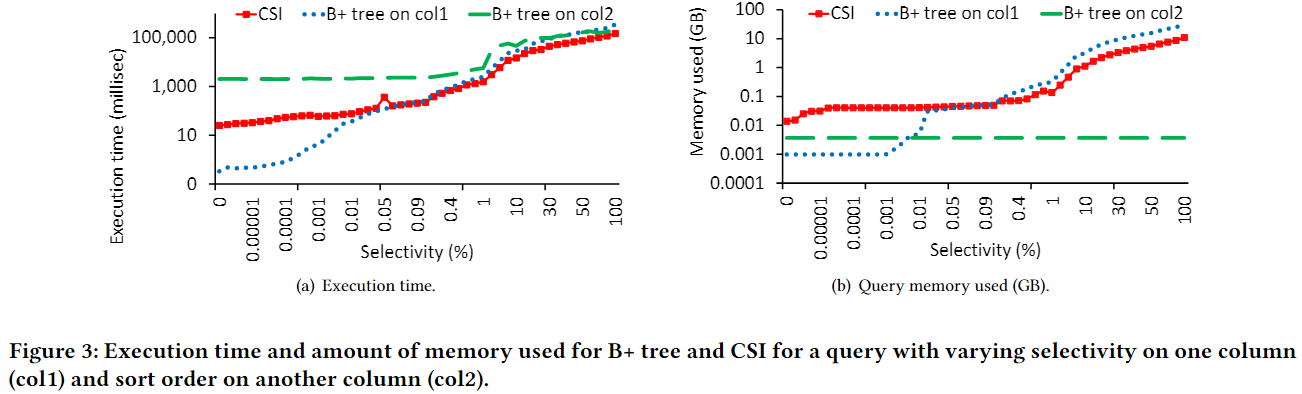 CSI B+ tree on col1 B+ tree on col2
Execution time (millisec)
100,000
1,000
10
0
0 0.00001 0.0001 0.001 0.01 0.05 0.09 0.4 1 10 30 50 100
Selectivity (%)
(a) Execution time.
CSI B+ tree on col1 B+ tree on col2
Memory used (GB)
100
10
1
0.1
0.01
0.001
0.0001
0 0.00001 0.0001 0.001 0.01 0.05 0.09 0.4 1 10 30 50 100
Selectivity (%)
(b) Query memory used (GB).
Figure 3: Execution time and amount of memory used for B+ tree and CSI for a query with varying selectivity on one column
(col1) and sort order on another column (col2).